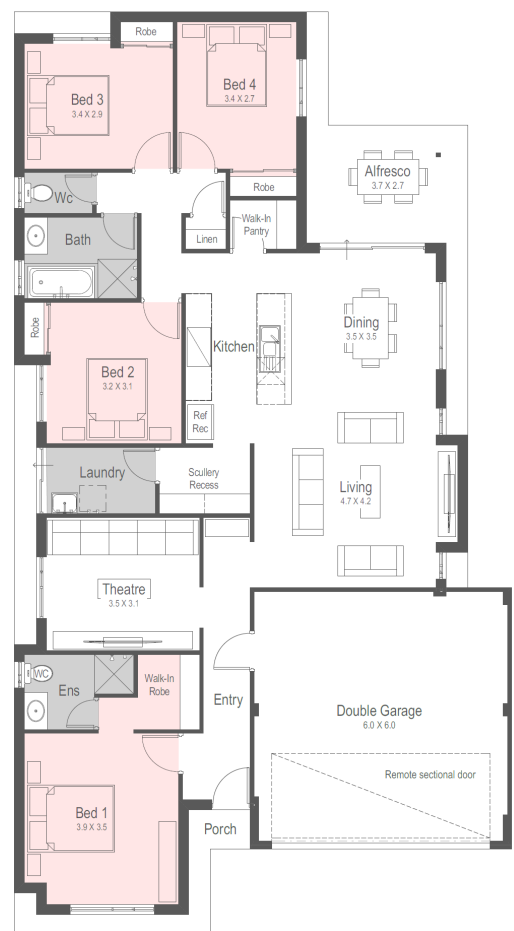 Robe
Bed 3
3.4 X 2.9
Bed 4
3.4 X 2.7
Alfresco
3.7 X 2.7
Robe
Wc
Linen
Walk-In
Pantry
Bath
Robe
Kitchen
Dining
3.5 X 3.5
Bed 2
3.2 X 3.1
Ref
Rec
Laundry
Scullery
Recess
Living
4.7 X 4.2
Theatre
3.5 X 3.1
WC
Ens
Walk-In
Robe
Entry
Double Garage
6.0 X 6.0
Remote sectional door
Bed 1
3.9 X 3.5
Porch